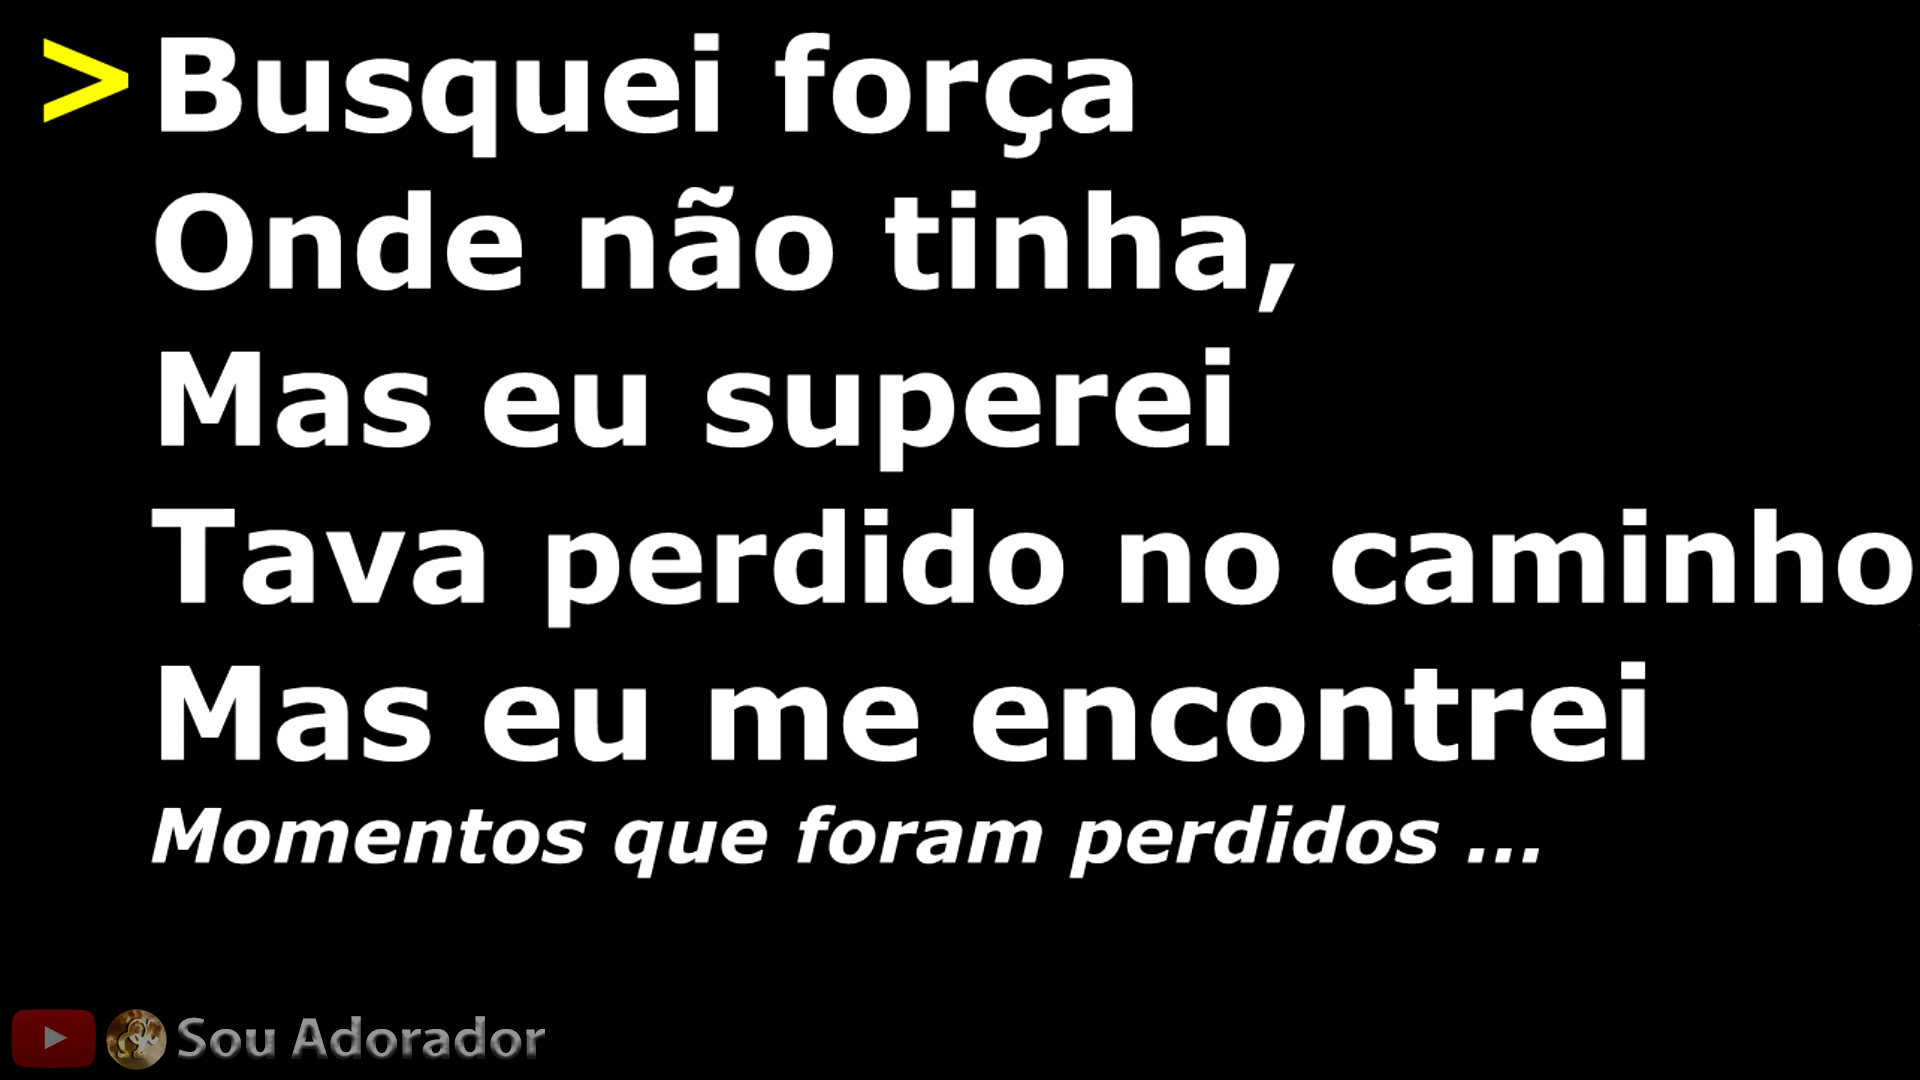 > Busquei força
Onde não tinha,
Mas eu superei
Tava perdido no caminho
Mas eu me encontrei
Momentos que foram perdidos ...
Sou Adorador